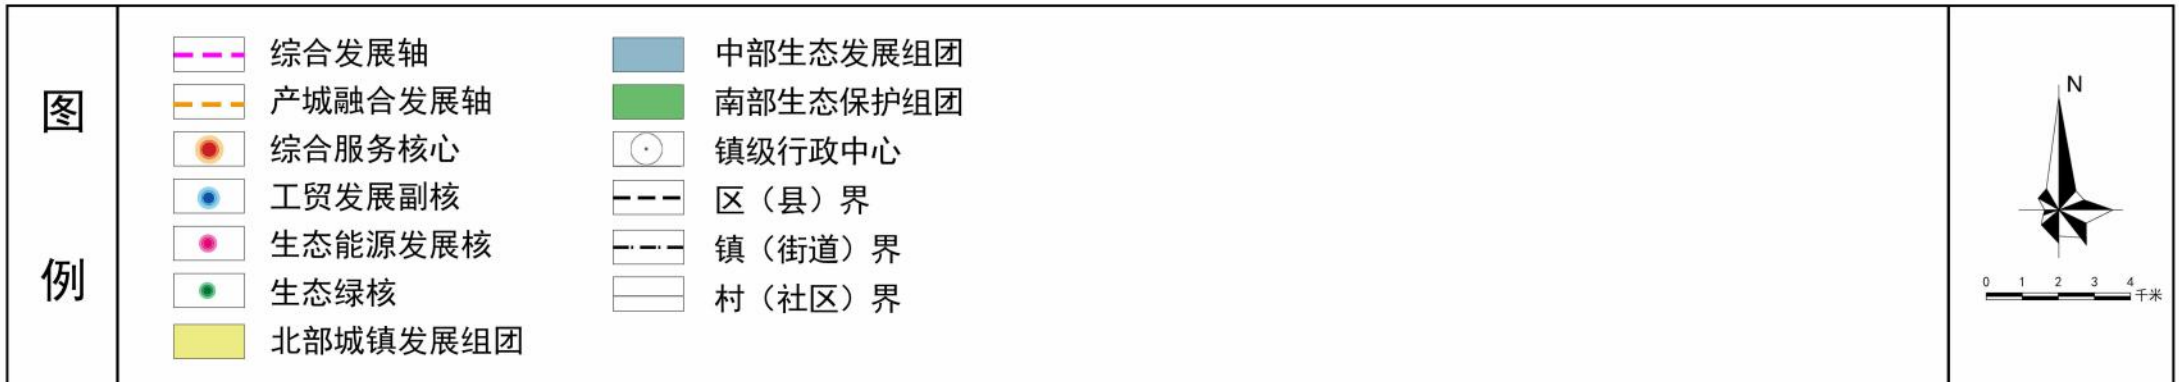 图例
综合发展轴
产城融合发展轴
综合服务核心
工贸发展副核
生态能源发展核
生态绿核
北部城镇发展组团
中部生态发展组团
南部生态保护组团
镇级行政中心
区（县）界
镇（街道）界
村（社区）界
N
0 1 2 3 4 千米